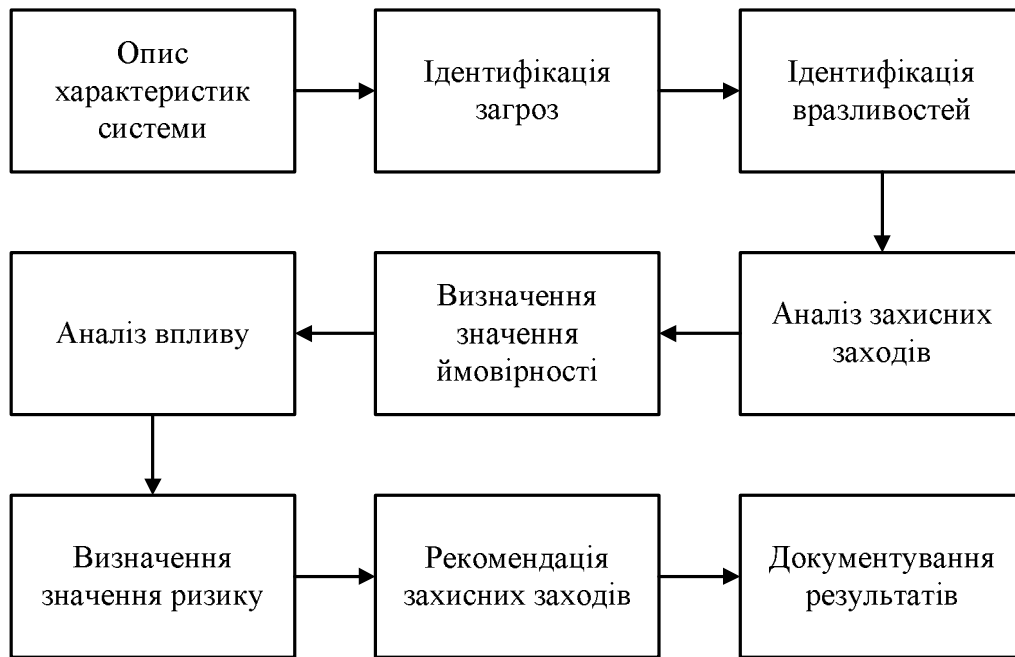 Опис
характеристик
системи
Ідентифікація
загроз
Ідентифікація
вразливостей
Аналіз захисних
заходів
Визначення
значення
ймовірності
Аналіз впливу
Визначення
значення ризику
Рекомендація
захисних заходів
Документування
результатів